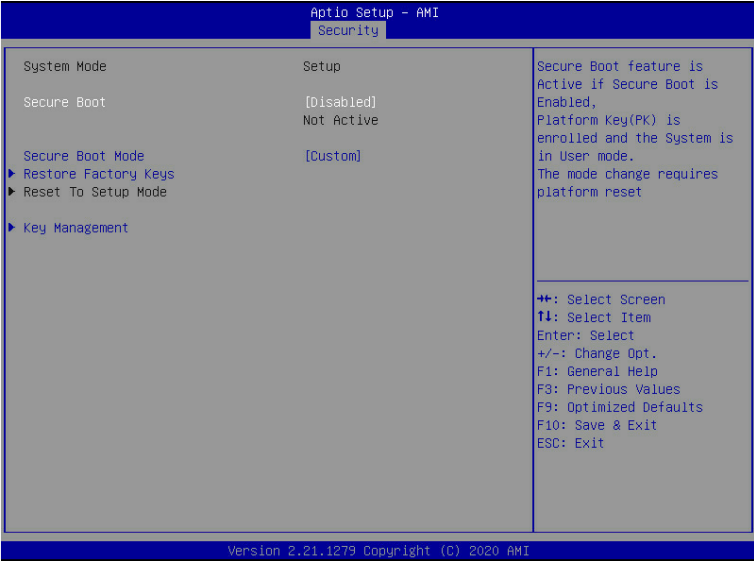 Aptio Setup - AMI
Security
System Mode Setup
Secure Boot [Disabled]
Not Active
Secure Boot Mode [Custom]
Restore Factory Keys
Reset To Setup Mode
Key Management
Secure Boot feature is
Active if Secure Boot is
Enabled,
Platform Key(PK) is
enrolled and the System is
in User mode.
The mode change requires
platform reset
→←: Select Screen
↑↓: Select Item
Enter: Select
+/-: Change Opt.
F1: General Help
F3: Previous Values
F9: Optimized Defaults
F10: Save & Exit
ESC: Exit
Version 2.21.1279 Copyright (C) 2020 AMI